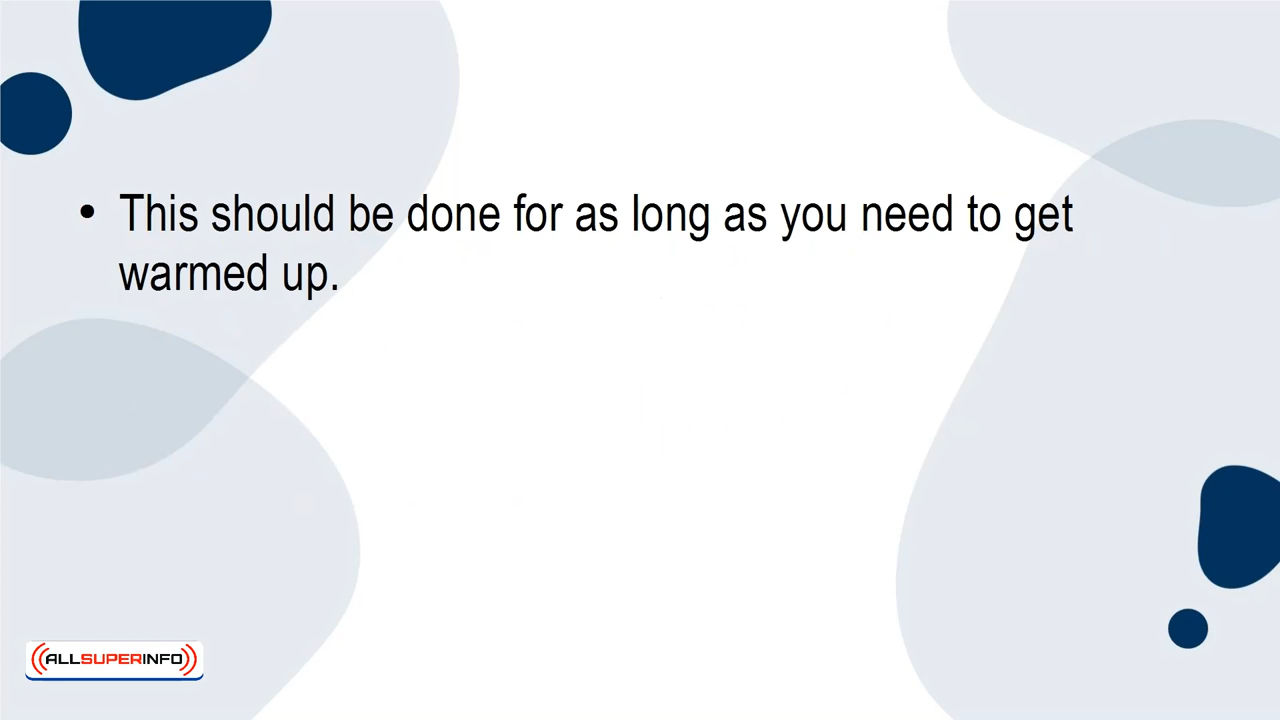 • This should be done for as long as you need to get
warmed up.
ALLSUPERINFO